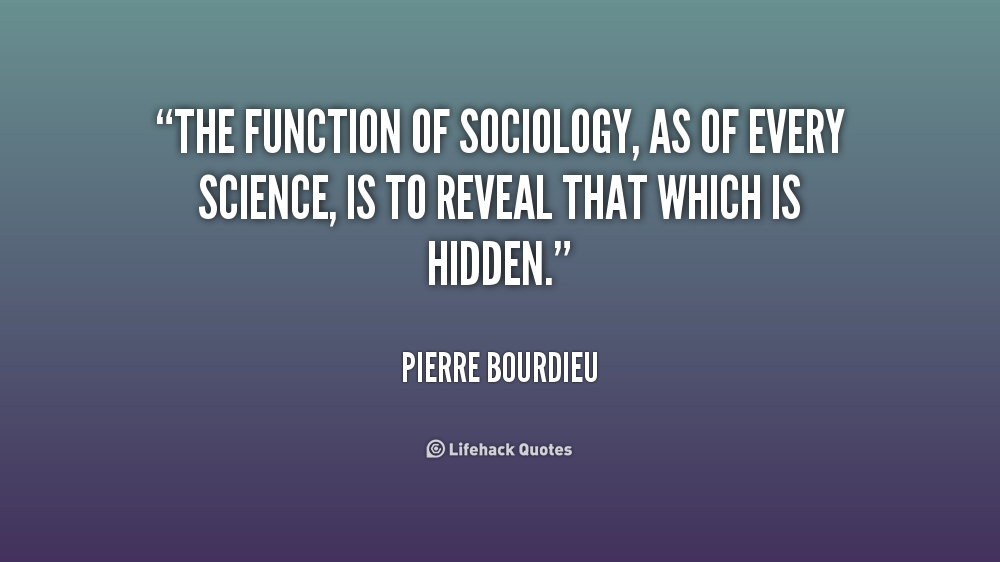 “THE FUNCTION OF SOCIOLOGY, AS OF EVERY
SCIENCE, IS TO REVEAL THAT WHICH IS
HIDDEN.”
PIERRE BOURDIEU
Lifehack Quotes